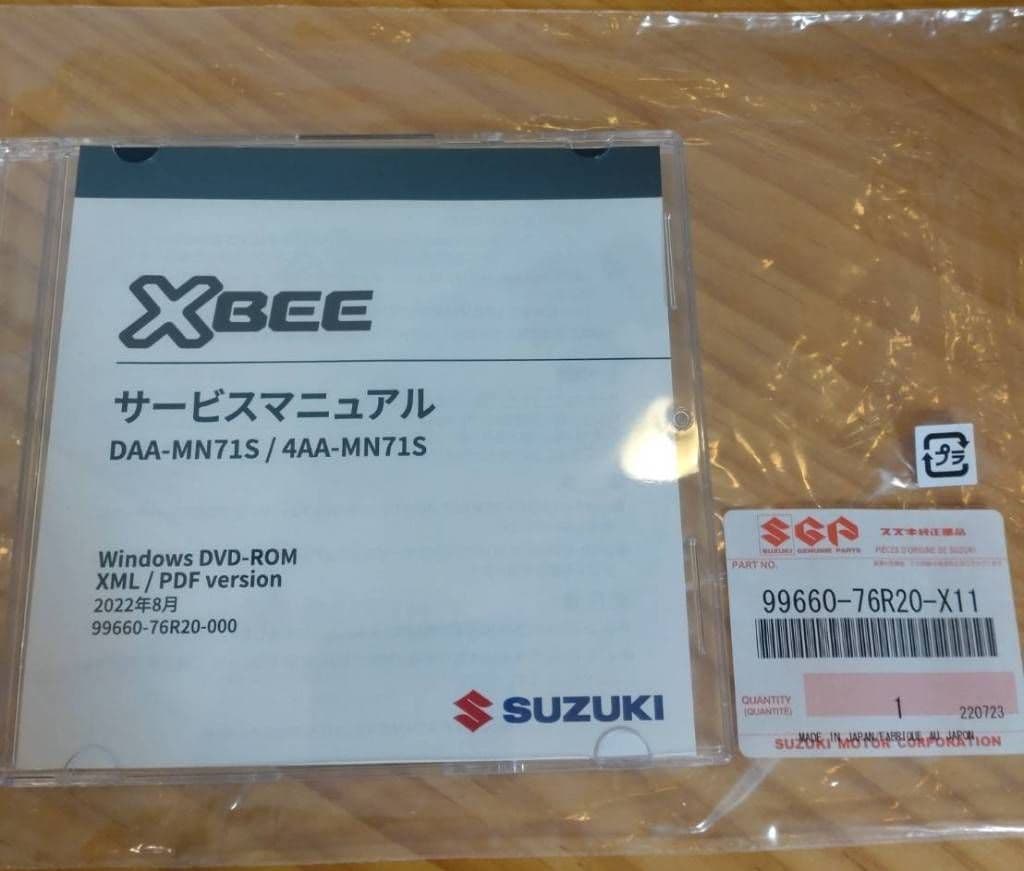 XBEE
サービスマニュアル
DAA-MN71S / 4AA-MN71S
Windows DVD-ROM
XML / PDF version
2022年8月
99660-76R20-000
SUZUKI
プラ
SGP スズキ純正部品
SUZUKI GENUINE PARTS PIÈCES D'ORIGINE DE SUZUKI
PART NO.
99660-76R20-X11
QUANTITY
(QUANTITÉ)
1
220723
MADE IN JAPAN/FABRIQUE AU JAPON
SUZUKI MOTOR CORPORATION